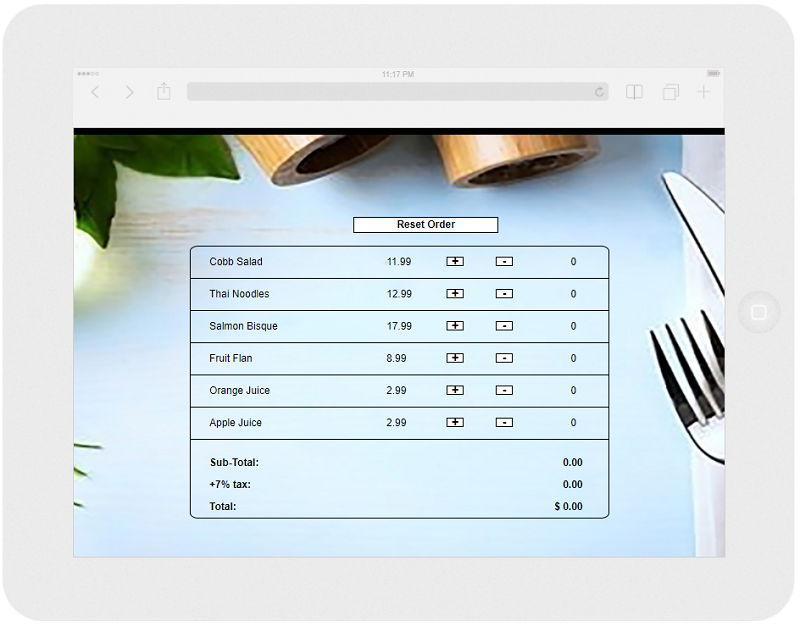 11:17 PM
Reset Order
Cobb Salad 11.99 + - 0
Thai Noodles 12.99 + - 0
Salmon Bisque 17.99 + - 0
Fruit Flan 8.99 + - 0
Orange Juice 2.99 + - 0
Apple Juice 2.99 + - 0
Sub-Total: 0.00
+7% tax: 0.00
Total: $ 0.00